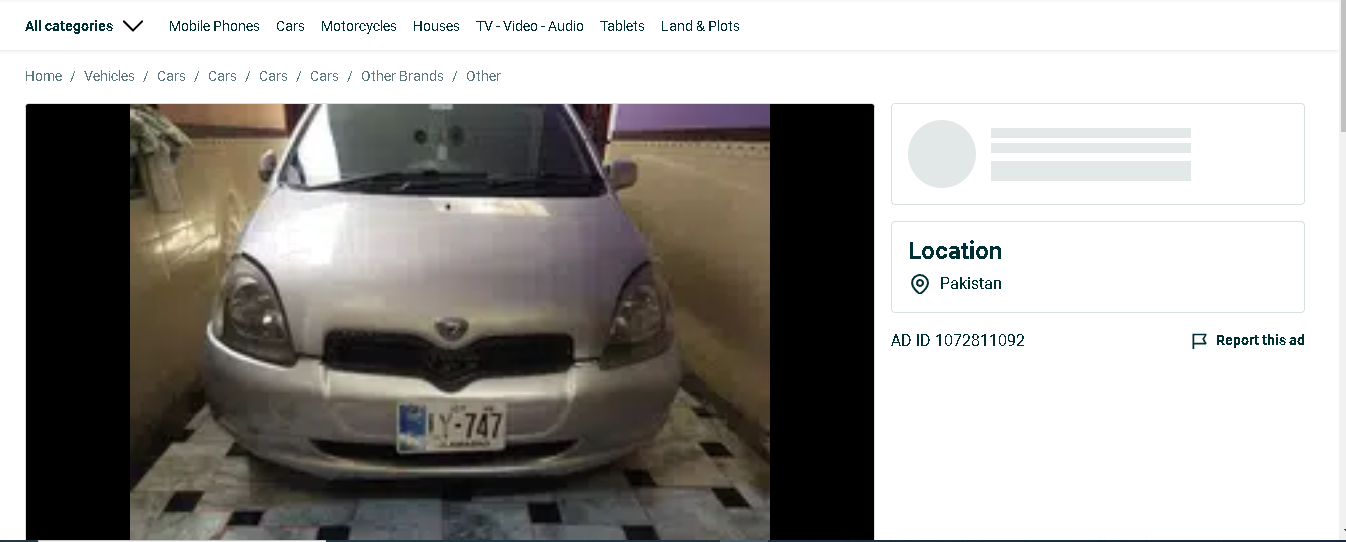 All categories Mobile Phones Cars Motorcycles Houses TV - Video - Audio Tablets Land & Plots
Home / Vehicles / Cars / Cars / Cars / Cars / Other Brands / Other
Y-747
Location
Pakistan
AD ID 1072811092 Report this ad